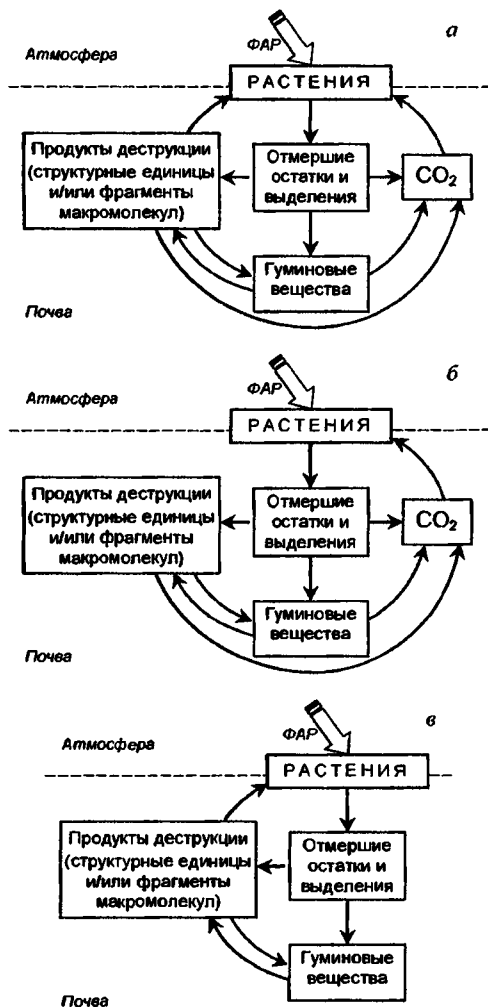 а
ФАР
Атмосфера
РАСТЕНИЯ
Продукты деструкции
(структурные единицы
и/или фрагменты
макромолекул)
Отмершие
остатки и
выделения
CO₂
Гуминовые
вещества
Почва
б
ФАР
Атмосфера
РАСТЕНИЯ
Продукты деструкции
(структурные единицы
и/или фрагменты
макромолекул)
Отмершие
остатки и
выделения
CO₂
Гуминовые
вещества
Почва
в
ФАР
Атмосфера
РАСТЕНИЯ
Продукты деструкции
(структурные единицы
и/или фрагменты
макромолекул)
Отмершие
остатки и
выделения
Гуминовые
вещества
Почва